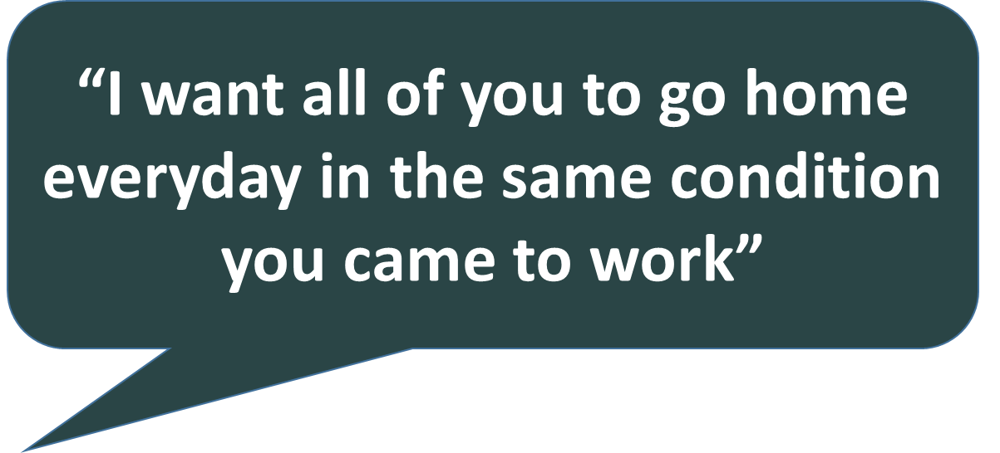 “I want all of you to go home
everyday in the same condition
you came to work”